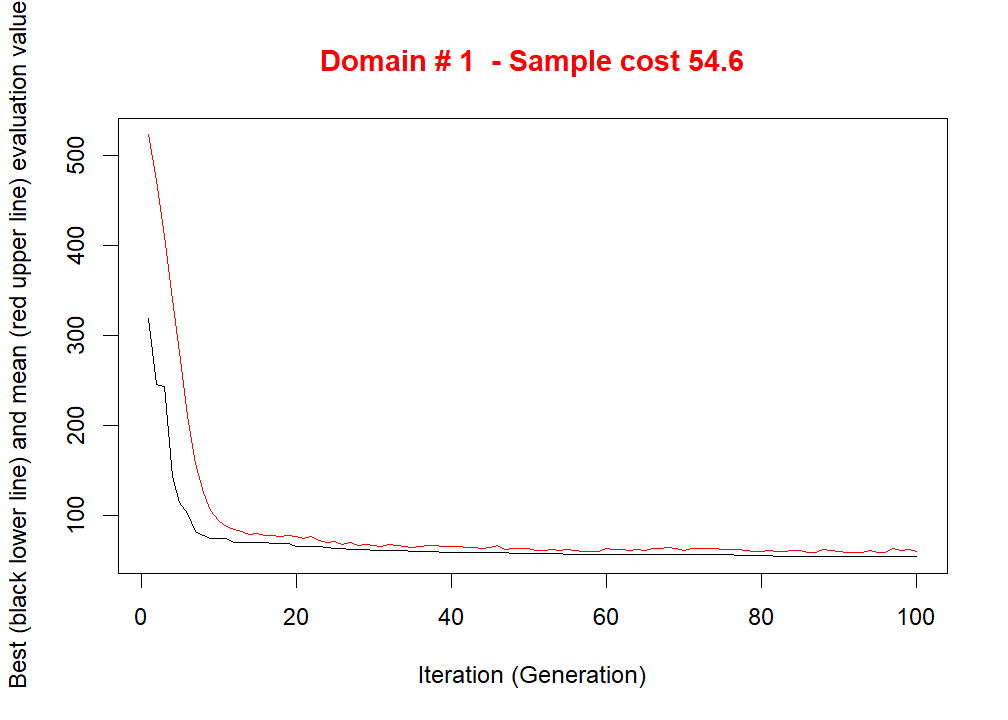 Domain # 1  - Sample cost 54.6
Best (black lower line) and mean (red upper line) evaluation value
500
400
300
200
100
0 20 40 60 80 100
Iteration (Generation)